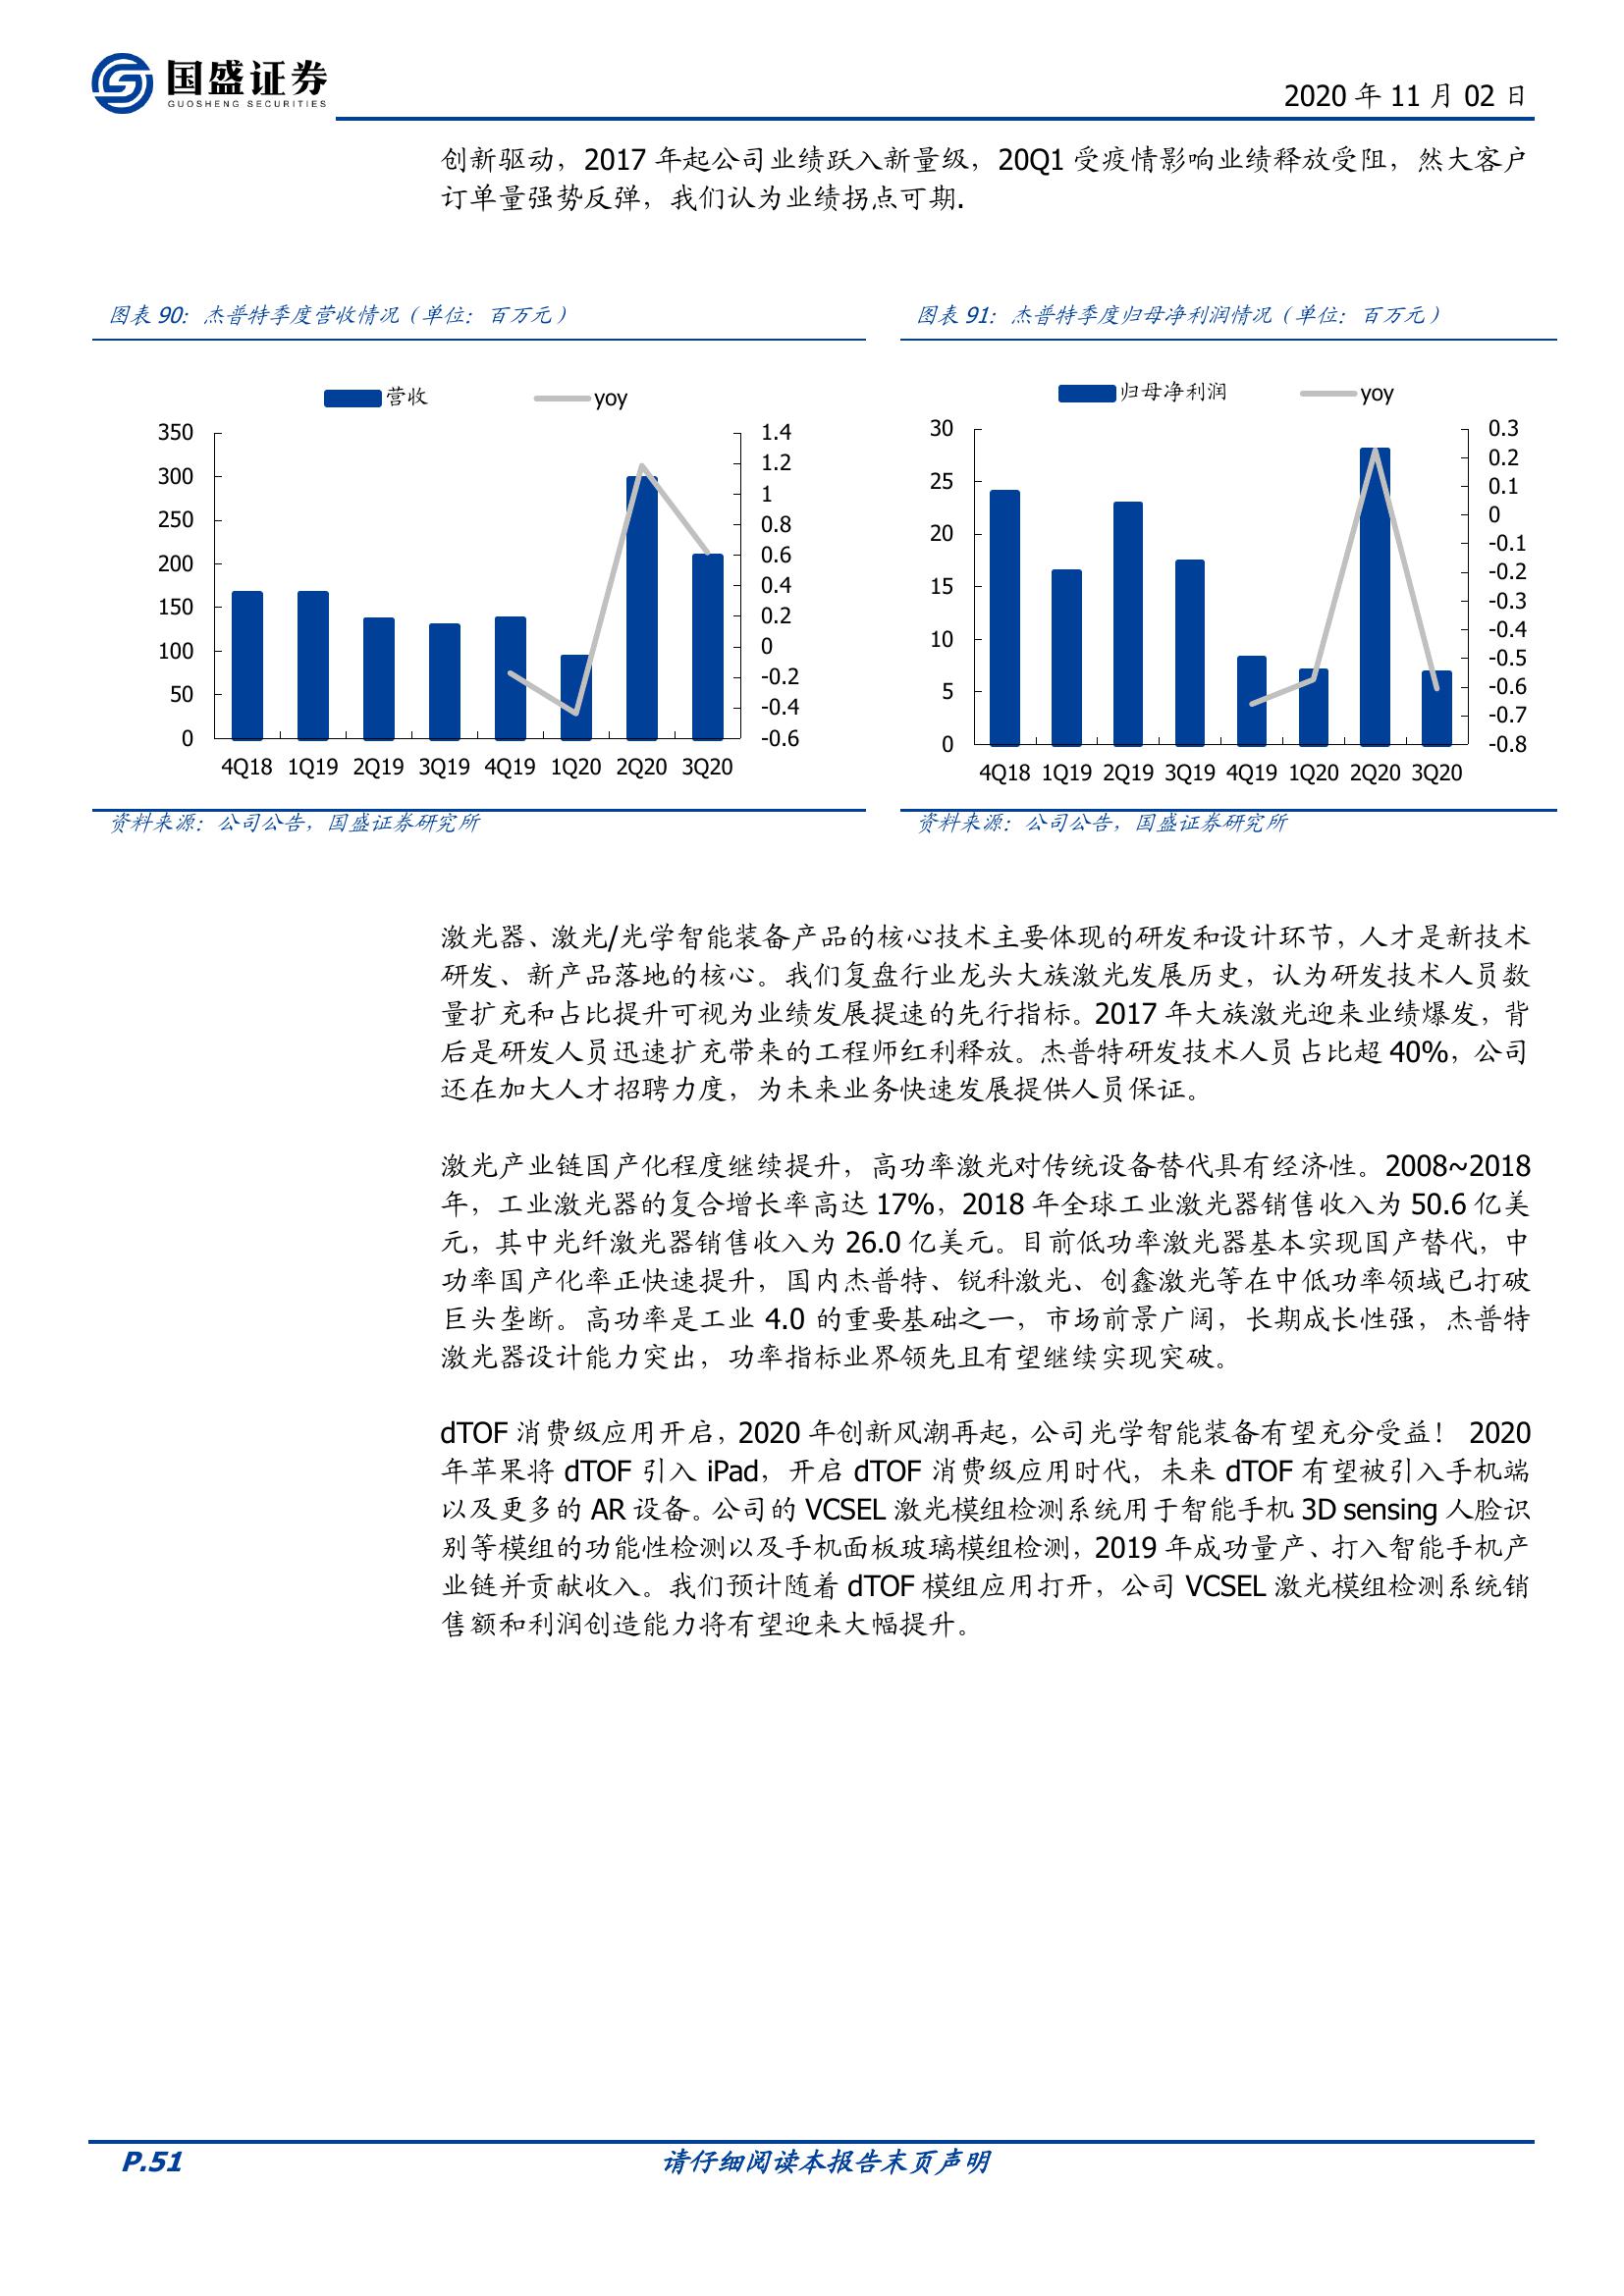 国盛证券
GUOSHENG SECURITIES
2020 年 11 月 02 日
创新驱动，2017 年起公司业绩跃入新量级，20Q1 受疫情影响业绩释放受阻，然大客户
订单量强势反弹，我们认为业绩拐点可期.
图表 90：杰普特季度营收情况（单位：百万元）
营收 yoy
350
300
250
200
150
100
50
0
1.4
1.2
1
0.8
0.6
0.4
0.2
0
-0.2
-0.4
-0.6
4Q18 1Q19 2Q19 3Q19 4Q19 1Q20 2Q20 3Q20
资料来源：公司公告，国盛证券研究所
图表 91：杰普特季度归母净利润情况（单位：百万元）
归母净利润 yoy
30
25
20
15
10
5
0
0.3
0.2
0.1
0
-0.1
-0.2
-0.3
-0.4
-0.5
-0.6
-0.7
-0.8
4Q18 1Q19 2Q19 3Q19 4Q19 1Q20 2Q20 3Q20
资料来源：公司公告，国盛证券研究所
激光器、激光/光学智能装备产品的核心技术主要体现的研发和设计环节，人才是新技术
研发、新产品落地的核心。我们复盘行业龙头大族激光发展历史，认为研发技术人员数
量扩充和占比提升可视为业绩发展提速的先行指标。2017 年大族激光迎来业绩爆发，背
后是研发人员迅速扩充带来的工程师红利释放。杰普特研发技术人员占比超 40%，公司
还在加大人才招聘力度，为未来业务快速发展提供人员保证。
激光产业链国产化程度继续提升，高功率激光对传统设备替代具有经济性。2008~2018
年，工业激光器的复合增长率高达 17%，2018 年全球工业激光器销售收入为 50.6 亿美
元，其中光纤激光器销售收入为 26.0 亿美元。目前低功率激光器基本实现国产替代，中
功率国产化率正快速提升，国内杰普特、锐科激光、创鑫激光等在中低功率领域已打破
巨头垄断。高功率是工业 4.0 的重要基础之一，市场前景广阔，长期成长性强，杰普特
激光器设计能力突出，功率指标业界领先且有望继续实现突破。
dTOF 消费级应用开启，2020 年创新风潮再起，公司光学智能装备有望充分受益！ 2020
年苹果将 dTOF 引入 iPad，开启 dTOF 消费级应用时代，未来 dTOF 有望被引入手机端
以及更多的 AR 设备。公司的 VCSEL 激光模组检测系统用于智能手机 3D sensing 人脸识
别等模组的功能性检测以及手机面板玻璃模组检测，2019 年成功量产、打入智能手机产
业链并贡献收入。我们预计随着 dTOF 模组应用打开，公司 VCSEL 激光模组检测系统销
售额和利润创造能力将有望迎来大幅提升。
P.51
请仔细阅读本报告末页声明